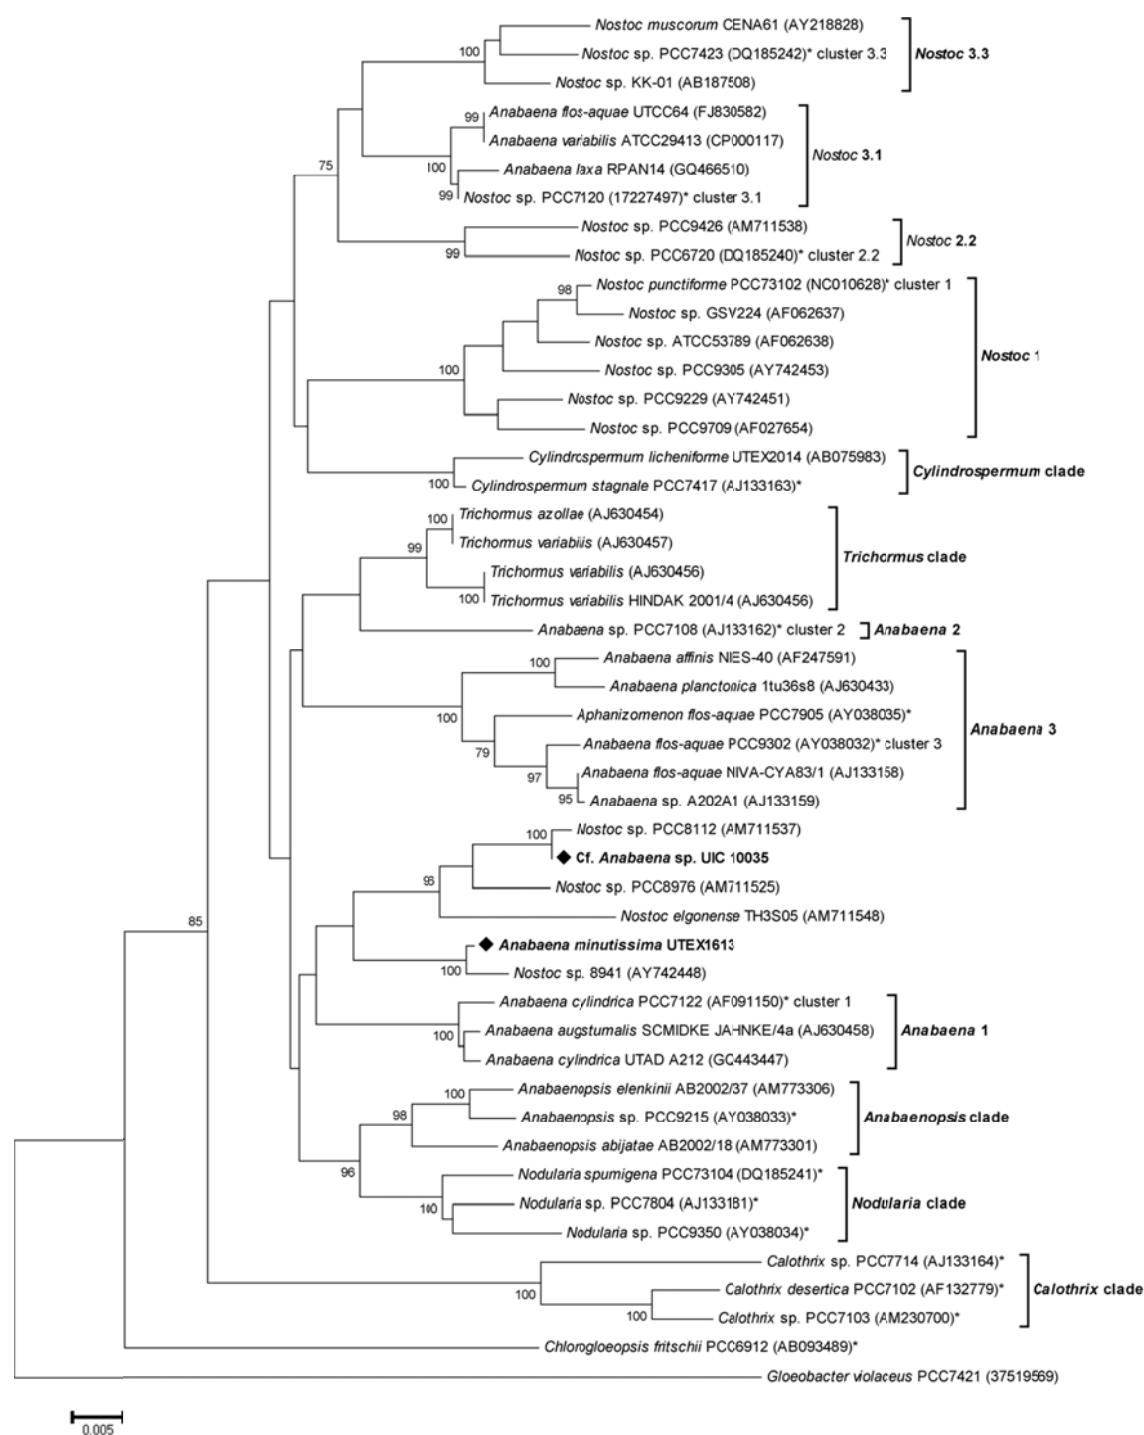 Nostoc muscorum CENA61 (AY218828)
100
Nostoc sp. PCC7423 (DQ185242)* cluster 3.3
Nostoc 3.3
Nostoc sp. KK-01 (AB187508)
Anabaena flos-aquae UTCC64 (FJ830582)
99
Anabaena variabilis ATCC29413 (CP000117)
Nostoc 3.1
75
100
Anabaena laxa RPAN14 (GQ466510)
99
Nostoc sp. PCC7120 (17227497)* cluster 3.1
Nostoc sp. PCC9426 (AM711538)
Nostoc 2.2
99
Nostoc sp. PCC6720 (DQ185240)* cluster 2.2
98
Nostoc punctiforme PCC73102 (NC010628)* cluster 1
Nostoc sp. GSV224 (AF062637)
Nostoc sp. ATCC53789 (AF062638)
Nostoc 1
100
Nostoc sp. PCC9305 (AY742453)
Nostoc sp. PCC9229 (AY742451)
Nostoc sp. PCC9709 (AF027654)
Cylindrospermum licheniforme UTEX2014 (AB075983)
Cylindrospermum clade
100
Cylindrospermum stagnale PCC7417 (AJ133163)*
Trichormus azollae (AJ630454)
100
99
Trichormus variabilis (AJ630457)
Trichormus clade
Trichormus variabilis (AJ630456)
100
Trichormus variabilis HINDAK 2001/4 (AJ630456)
Anabaena sp. PCC7108 (AJ133162)* cluster 2
Anabaena 2
100
Anabaena affinis NIES-40 (AF247591)
Anabaena planctonica 1tu36s8 (AJ630433)
100
Aphanizomenon flos-aquae PCC7905 (AY038035)*
Anabaena 3
79
Anabaena flos-aquae PCC9302 (AY038032)* cluster 3
97
Anabaena flos-aquae NIVA-CYA83/1 (AJ133158)
95
Anabaena sp. A202A1 (AJ133159)
100
Nostoc sp. PCC8112 (AM711537)
Cf. Anabaena sp. UIC 10035
93
Nostoc sp. PCC8976 (AM711525)
Nostoc elgonense TH3S05 (AM711548)
85
Anabaena minutissima UTEX1613
100
Nostoc sp. 8941 (AY742448)
Anabaena cylindrica PCC7122 (AF091150)* cluster 1
100
Anabaena augstumalis SCMIDKE JAHNKE/4a (AJ630458)
Anabaena 1
Anabaena cylindrica UTAD A212 (GQ443447)
100
Anabaenopsis elenkinii AB2002/37 (AM773306)
98
Anabaenopsis sp. PCC9215 (AY038033)*
Anabaenopsis clade
Anabaenopsis abijatae AB2002/18 (AM773301)
96
Nodularia spumigena PCC73104 (DQ185241)*
100
Nodularia sp. PCC7804 (AJ133181)*
Nodularia clade
Nodularia sp. PCC9350 (AY038034)*
Calothrix sp. PCC7714 (AJ133164)*
100
Calothrix desertica PCC7102 (AF132779)*
Calothrix clade
100
Calothrix sp. PCC7103 (AM230700)*
Chlorogloeopsis fritschii PCC6912 (AB093489)*
Gloeobacter violaceus PCC7421 (37519569)
0.005